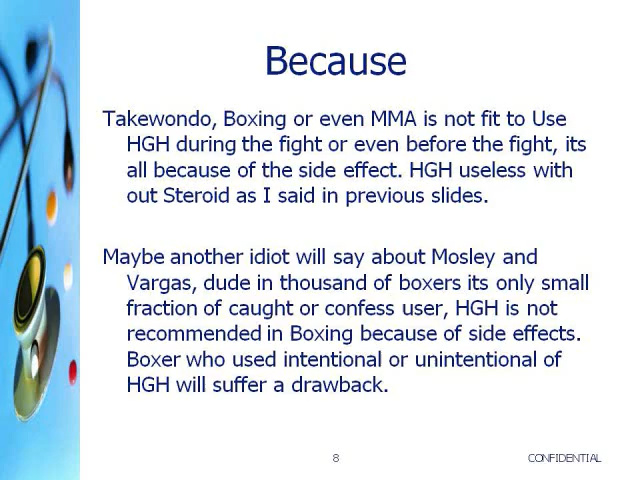 Because
Takewondo, Boxing or even MMA is not fit to Use
HGH during the fight or even before the fight, its
all because of the side effect. HGH useless with
out Steroid as I said in previous slides.
Maybe another idiot will say about Mosley and
Vargas, dude in thousand of boxers its only small
fraction of caught or confess user, HGH is not
recommended in Boxing because of side effects.
Boxer who used intentional or unintentional of
HGH will suffer a drawback.
8
CONFIDENTIAL